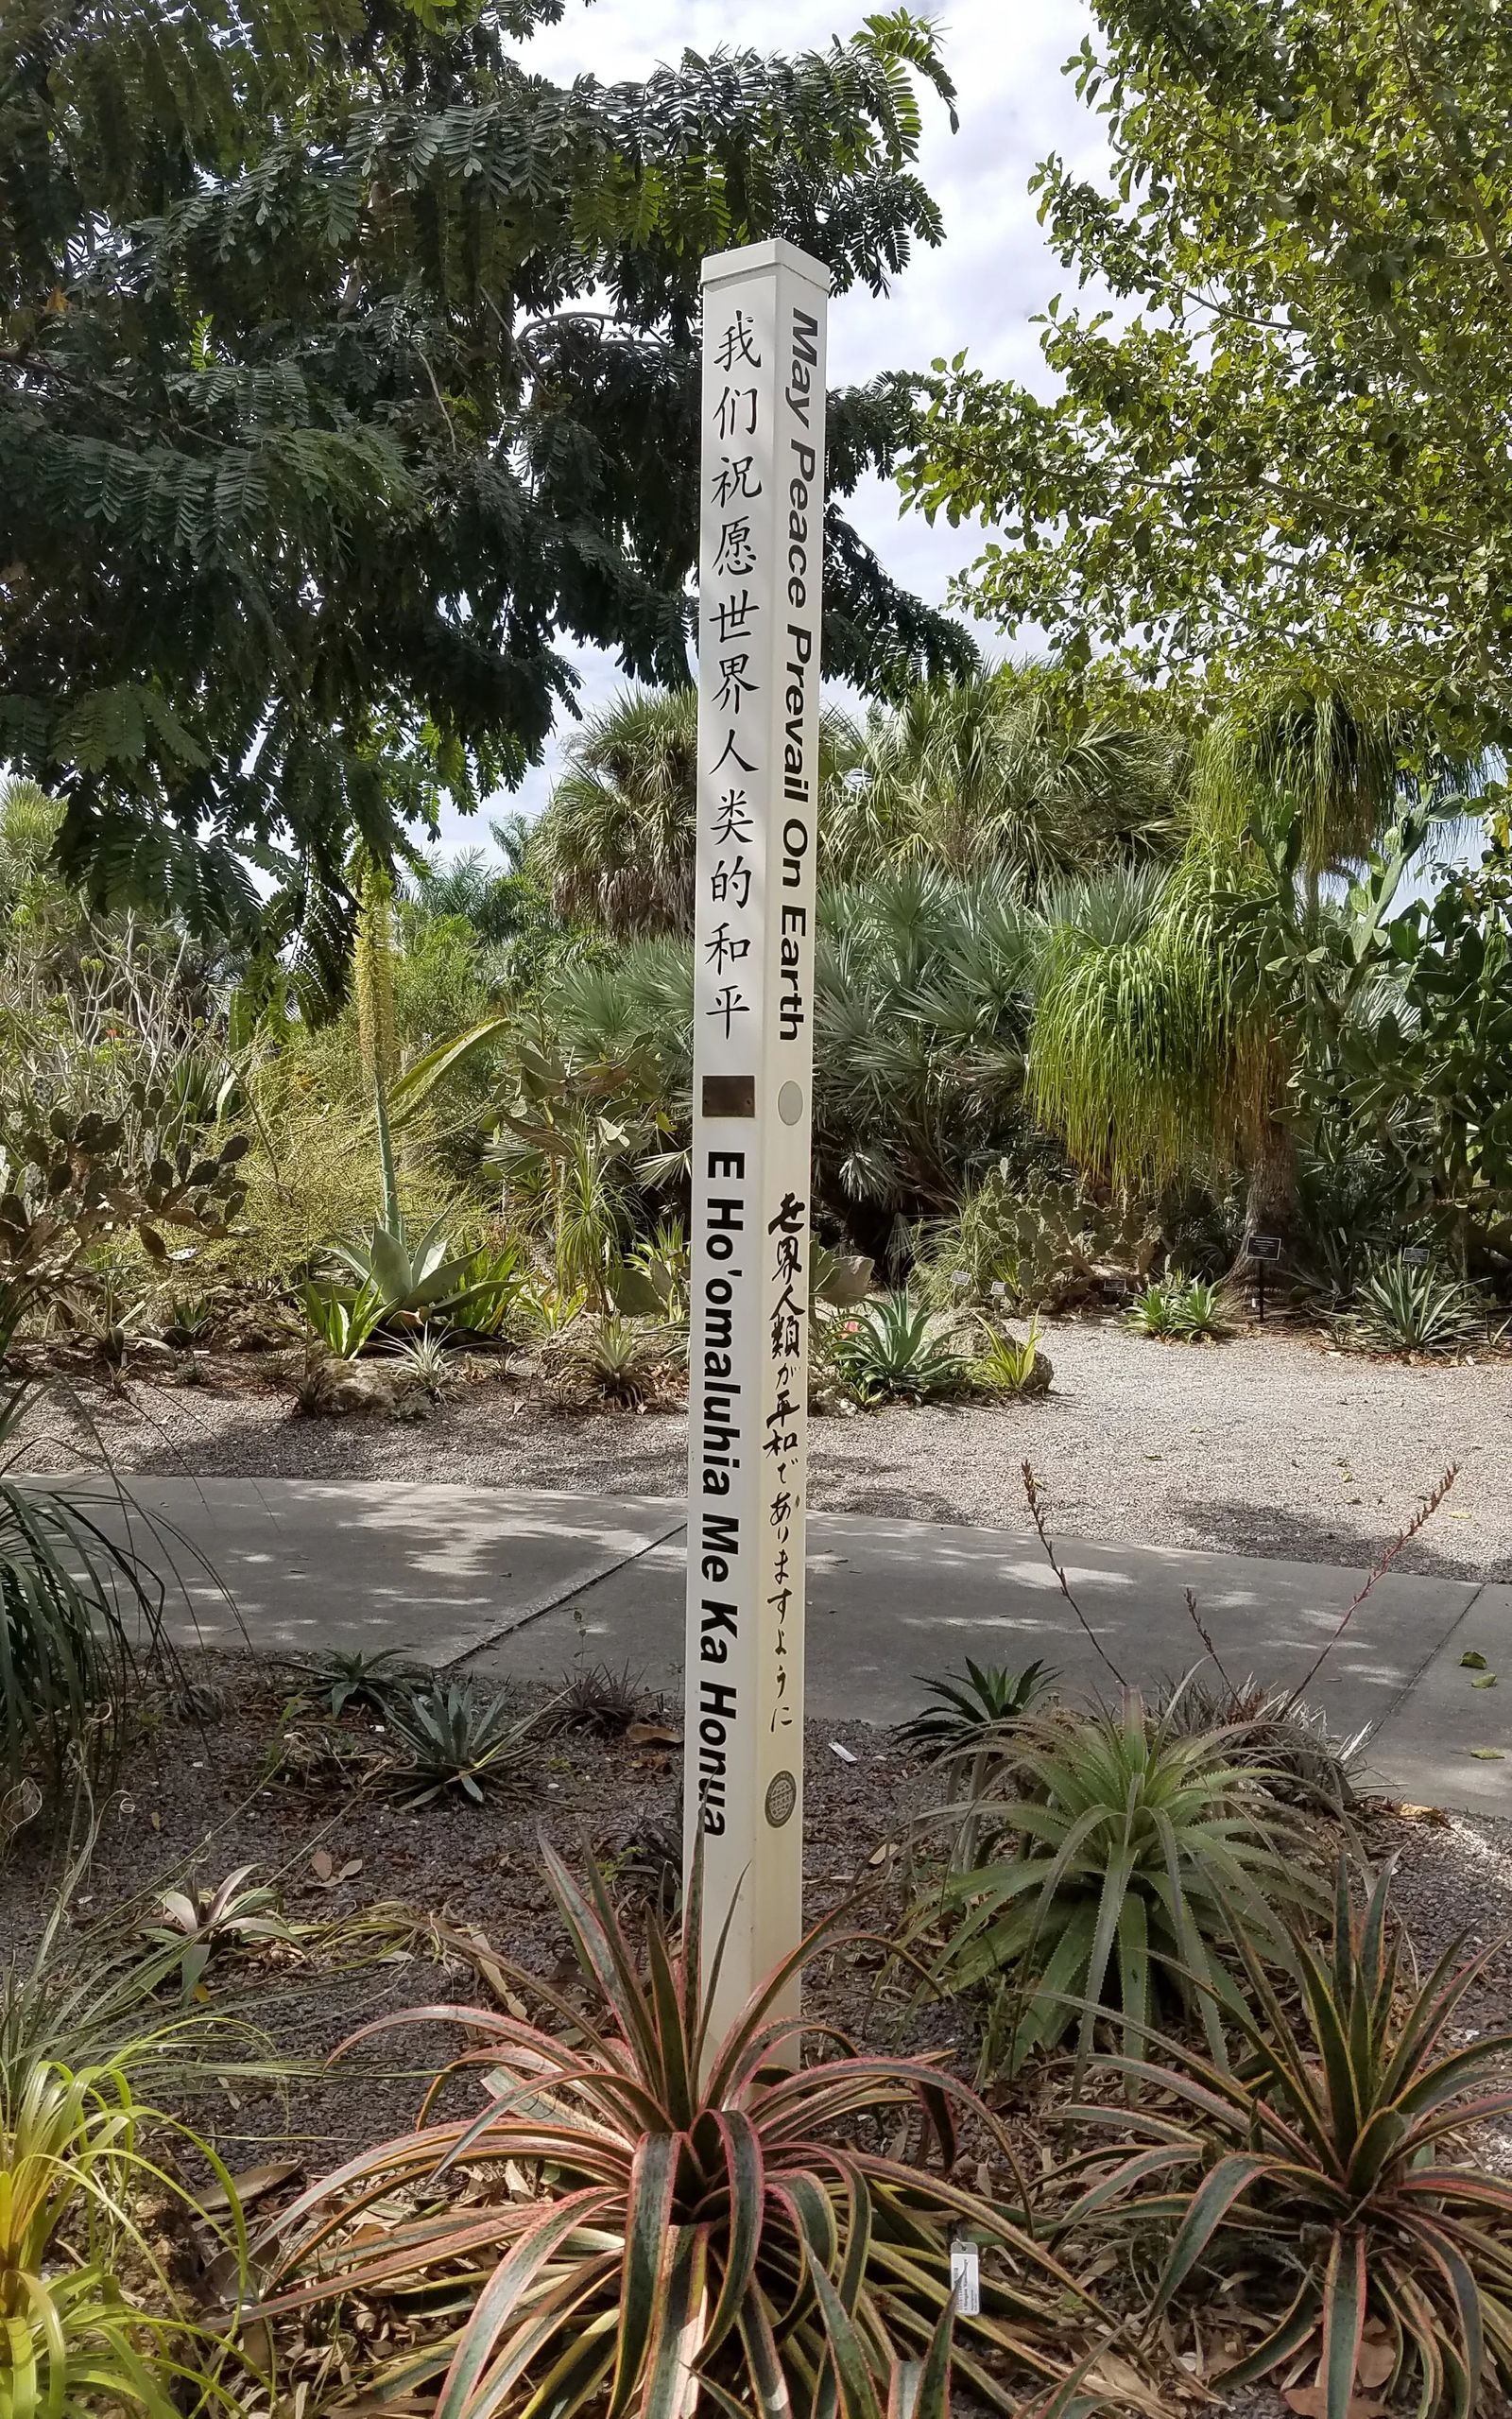 我们祝愿世界人类的和平
E Ho'omaluhia Me Ka Honua
May Peace Prevail On Earth
世界人類が平和でありますように